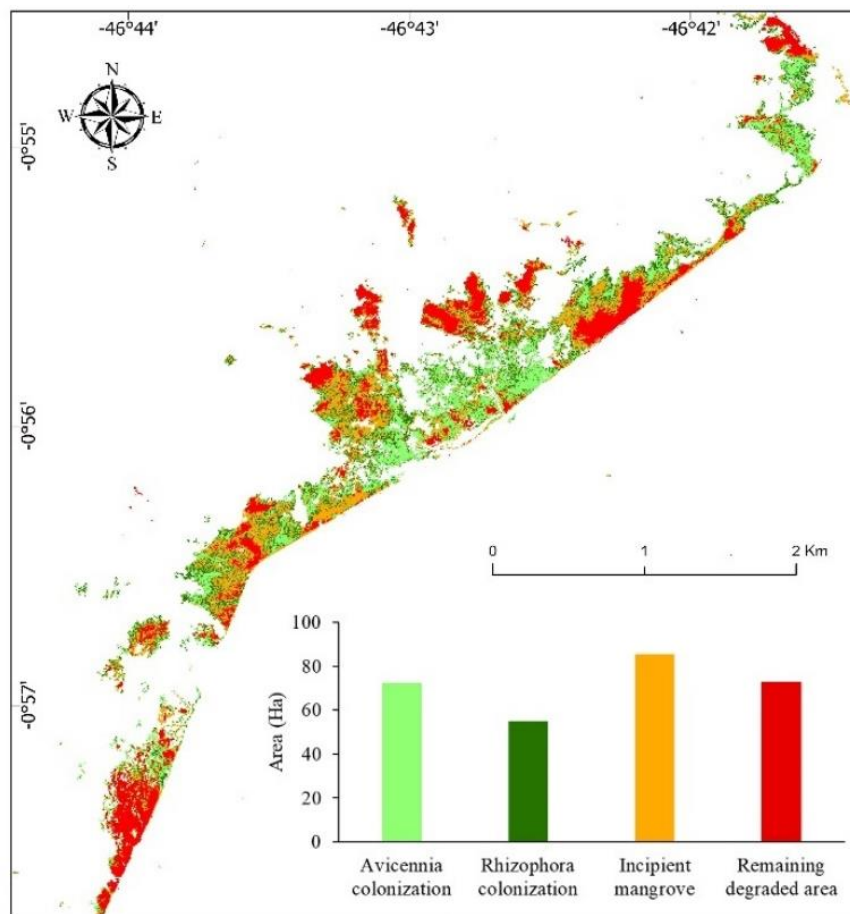 -46°44'
-46°43'
-46°42'
N
W
E
S
-0°55'
-0°56'
-0°57'
0
1
2 Km
100
80
60
40
20
0
Area (Ha)
Avicennia
colonization
Rhizophora
colonization
Incipient
mangrove
Remaining
degraded area